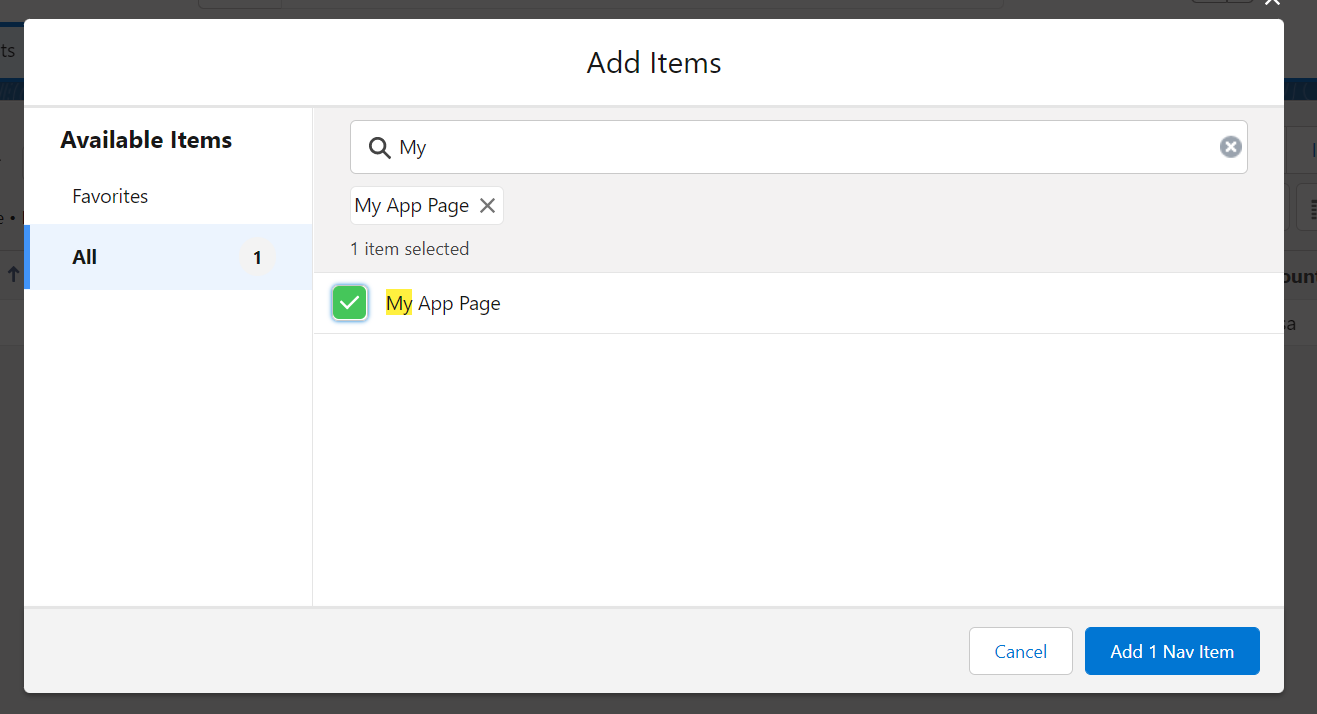 ts
Add Items
Available Items
Favorites
All 1
My
My App Page
1 item selected
My App Page
Cancel
Add 1 Nav Item